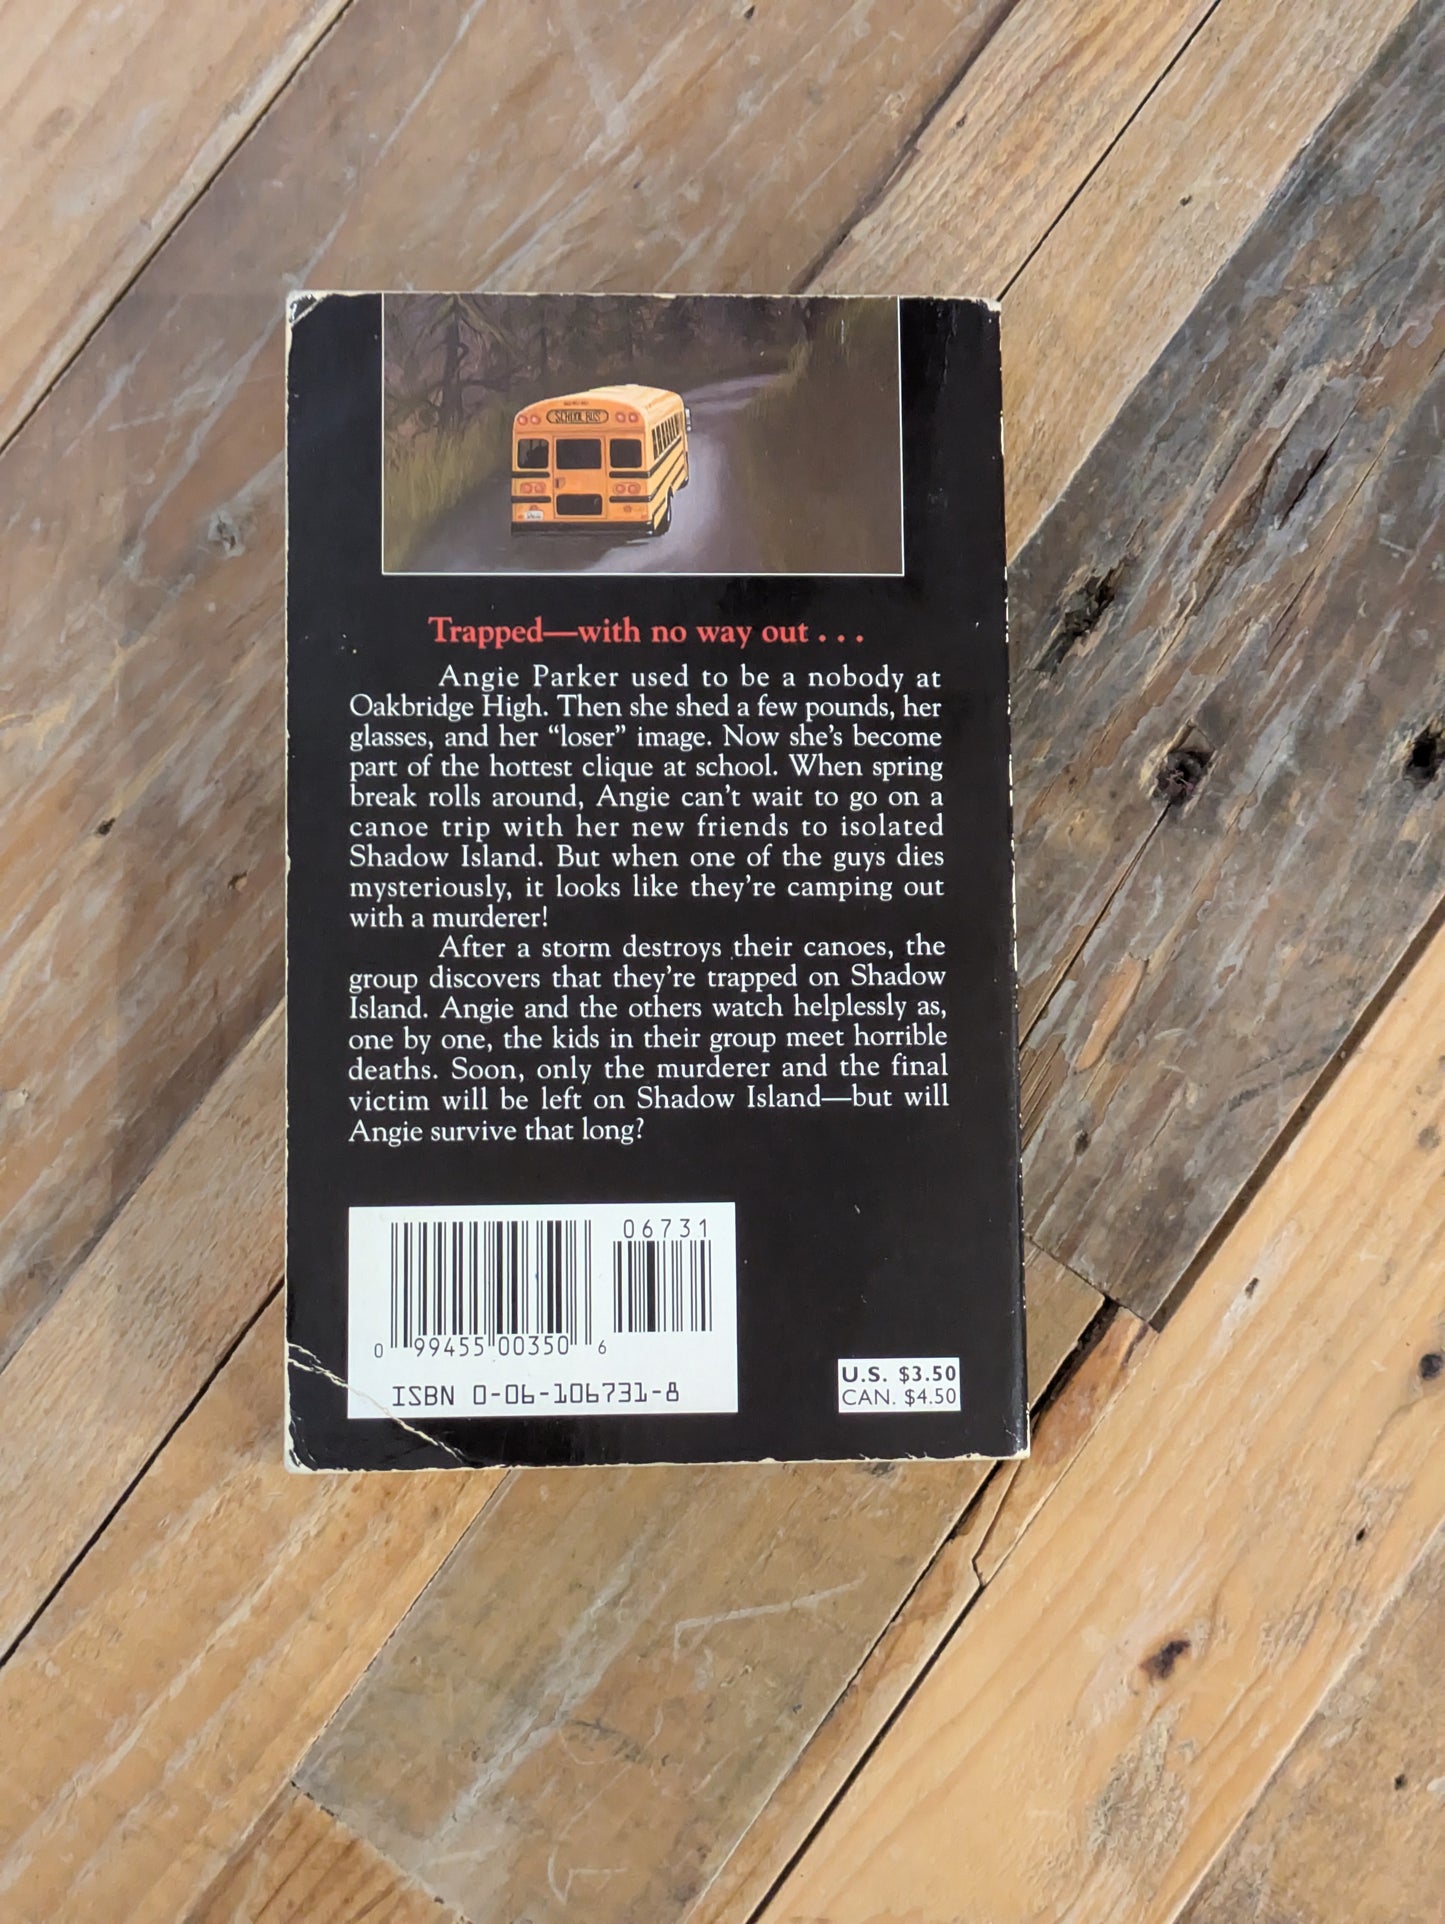 SCHOOL BUS
Trapped—with no way out . . .
Angie Parker used to be a nobody at
Oakbridge High. Then she shed a few pounds, her
glasses, and her “loser” image. Now she’s become
part of the hottest clique at school. When spring
break rolls around, Angie can’t wait to go on a
canoe trip with her new friends to isolated
Shadow Island. But when one of the guys dies
mysteriously, it looks like they’re camping out
with a murderer!
After a storm destroys their canoes, the
group discovers that they’re trapped on Shadow
Island. Angie and the others watch helplessly as,
one by one, the kids in their group meet horrible
deaths. Soon, only the murderer and the final
victim will be left on Shadow Island—but will
Angie survive that long?
06731
0 99455 00350 6
ISBN 0-06-106731-8
U.S. $3.50
CAN. $4.50